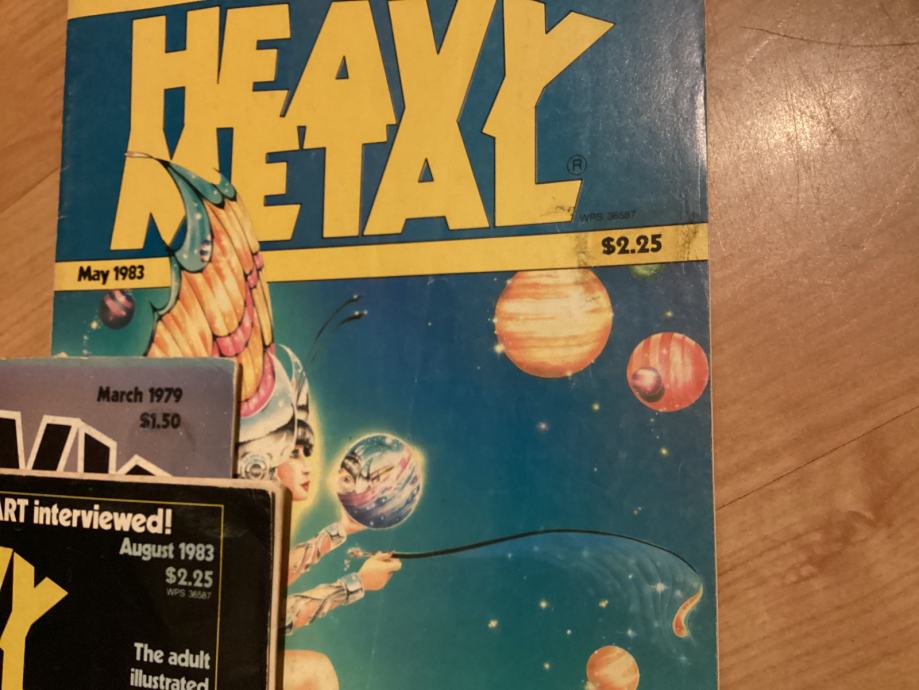 HEAVY
METAL
®
WPS 36587
$2.25
May 1983
March 1979
$1.50
ART interviewed!
August 1983
$2.25
WPS 36587
The adult
illustrated